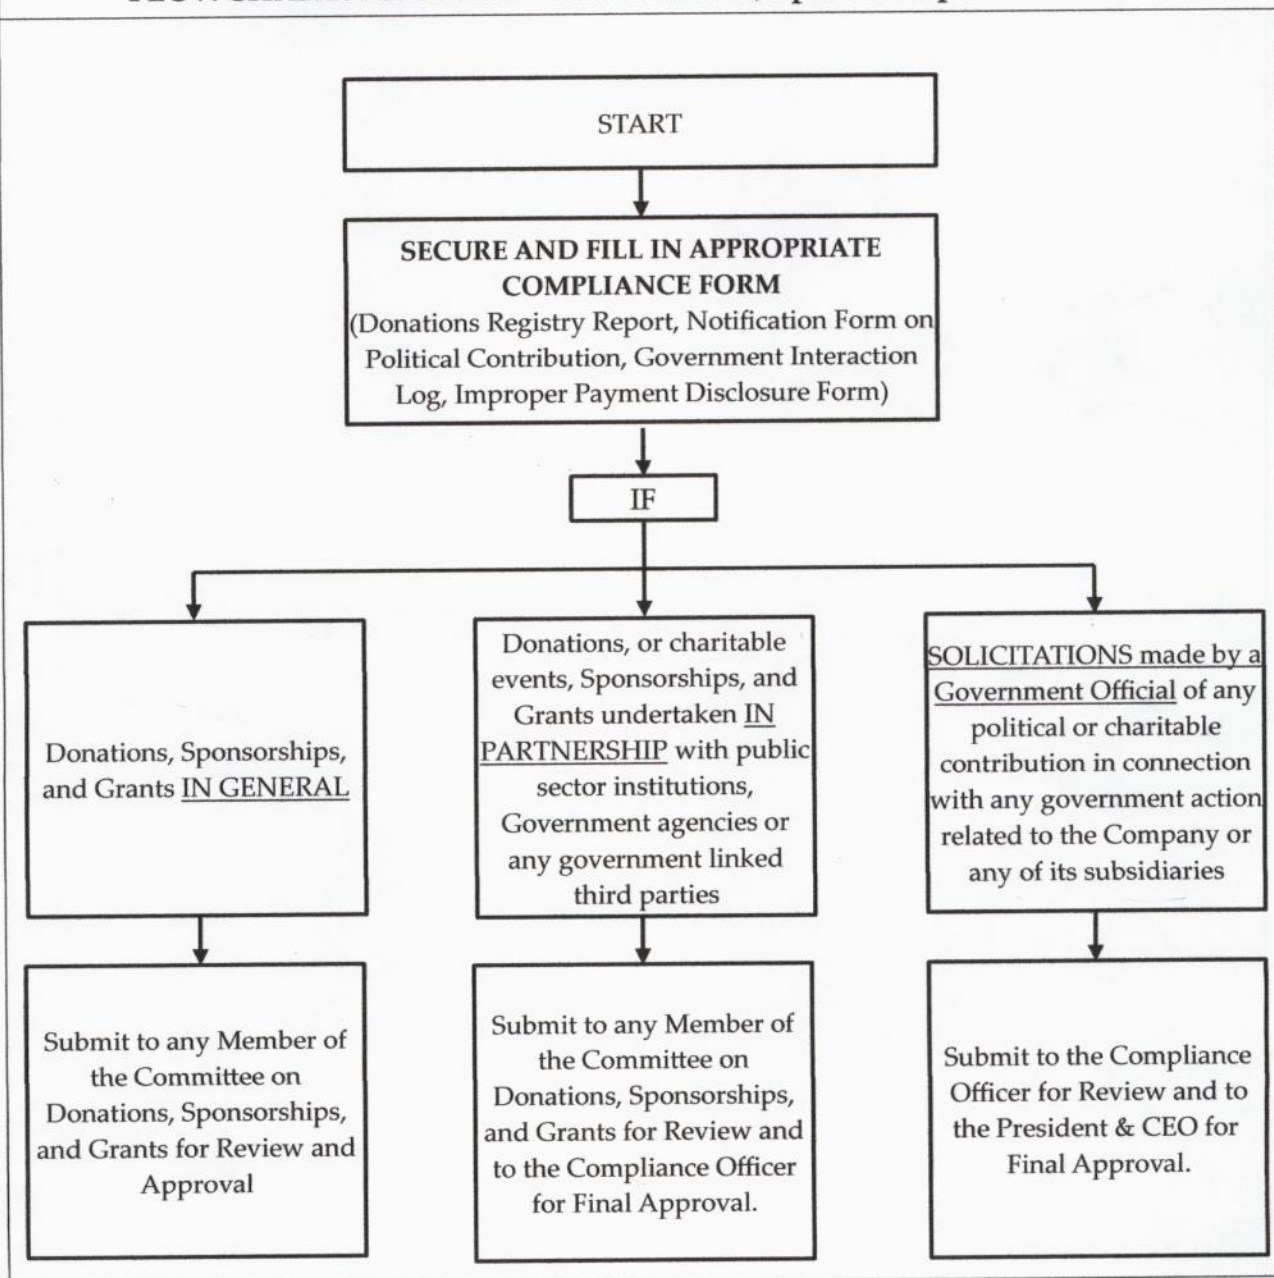 START
SECURE AND FILL IN APPROPRIATE
COMPLIANCE FORM
(Donations Registry Report, Notification Form on
Political Contribution, Government Interaction
Log, Improper Payment Disclosure Form)
IF
Donations, Sponsorships,
and Grants IN GENERAL
Donations, or charitable
events, Sponsorships, and
Grants undertaken IN
PARTNERSHIP with public
sector institutions,
Government agencies or
any government linked
third parties
SOLICITATIONS made by a
Government Official of any
political or charitable
contribution in connection
with any government action
related to the Company or
any of its subsidiaries
Submit to any Member of
the Committee on
Donations, Sponsorships,
and Grants for Review and
Approval
Submit to any Member of
the Committee on
Donations, Sponsorships,
and Grants for Review and
to the Compliance Officer
for Final Approval.
Submit to the Compliance
Officer for Review and to
the President & CEO for
Final Approval.